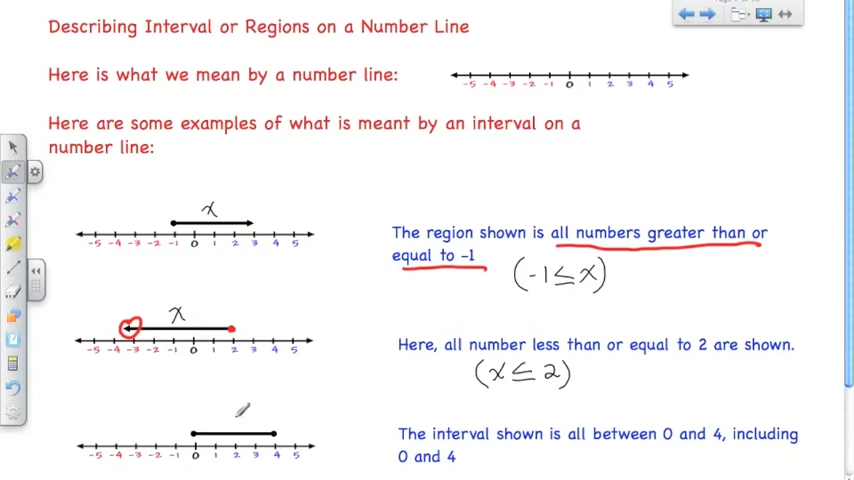 Describing Interval or Regions on a Number Line
Here is what we mean by a number line:
-5 -4 -3 -2 -1 0 1 2 3 4 5
Here are some examples of what is meant by an interval on a
number line:
x
-5 -4 -3 -2 -1 0 1 2 3 4 5
The region shown is all numbers greater than or
equal to -1
(-1 ≤ x)
x
-5 -4 -3 -2 -1 0 1 2 3 4 5
Here, all number less than or equal to 2 are shown.
(x ≤ 2)
-5 -4 -3 -2 -1 0 1 2 3 4 5
The interval shown is all between 0 and 4, including
0 and 4